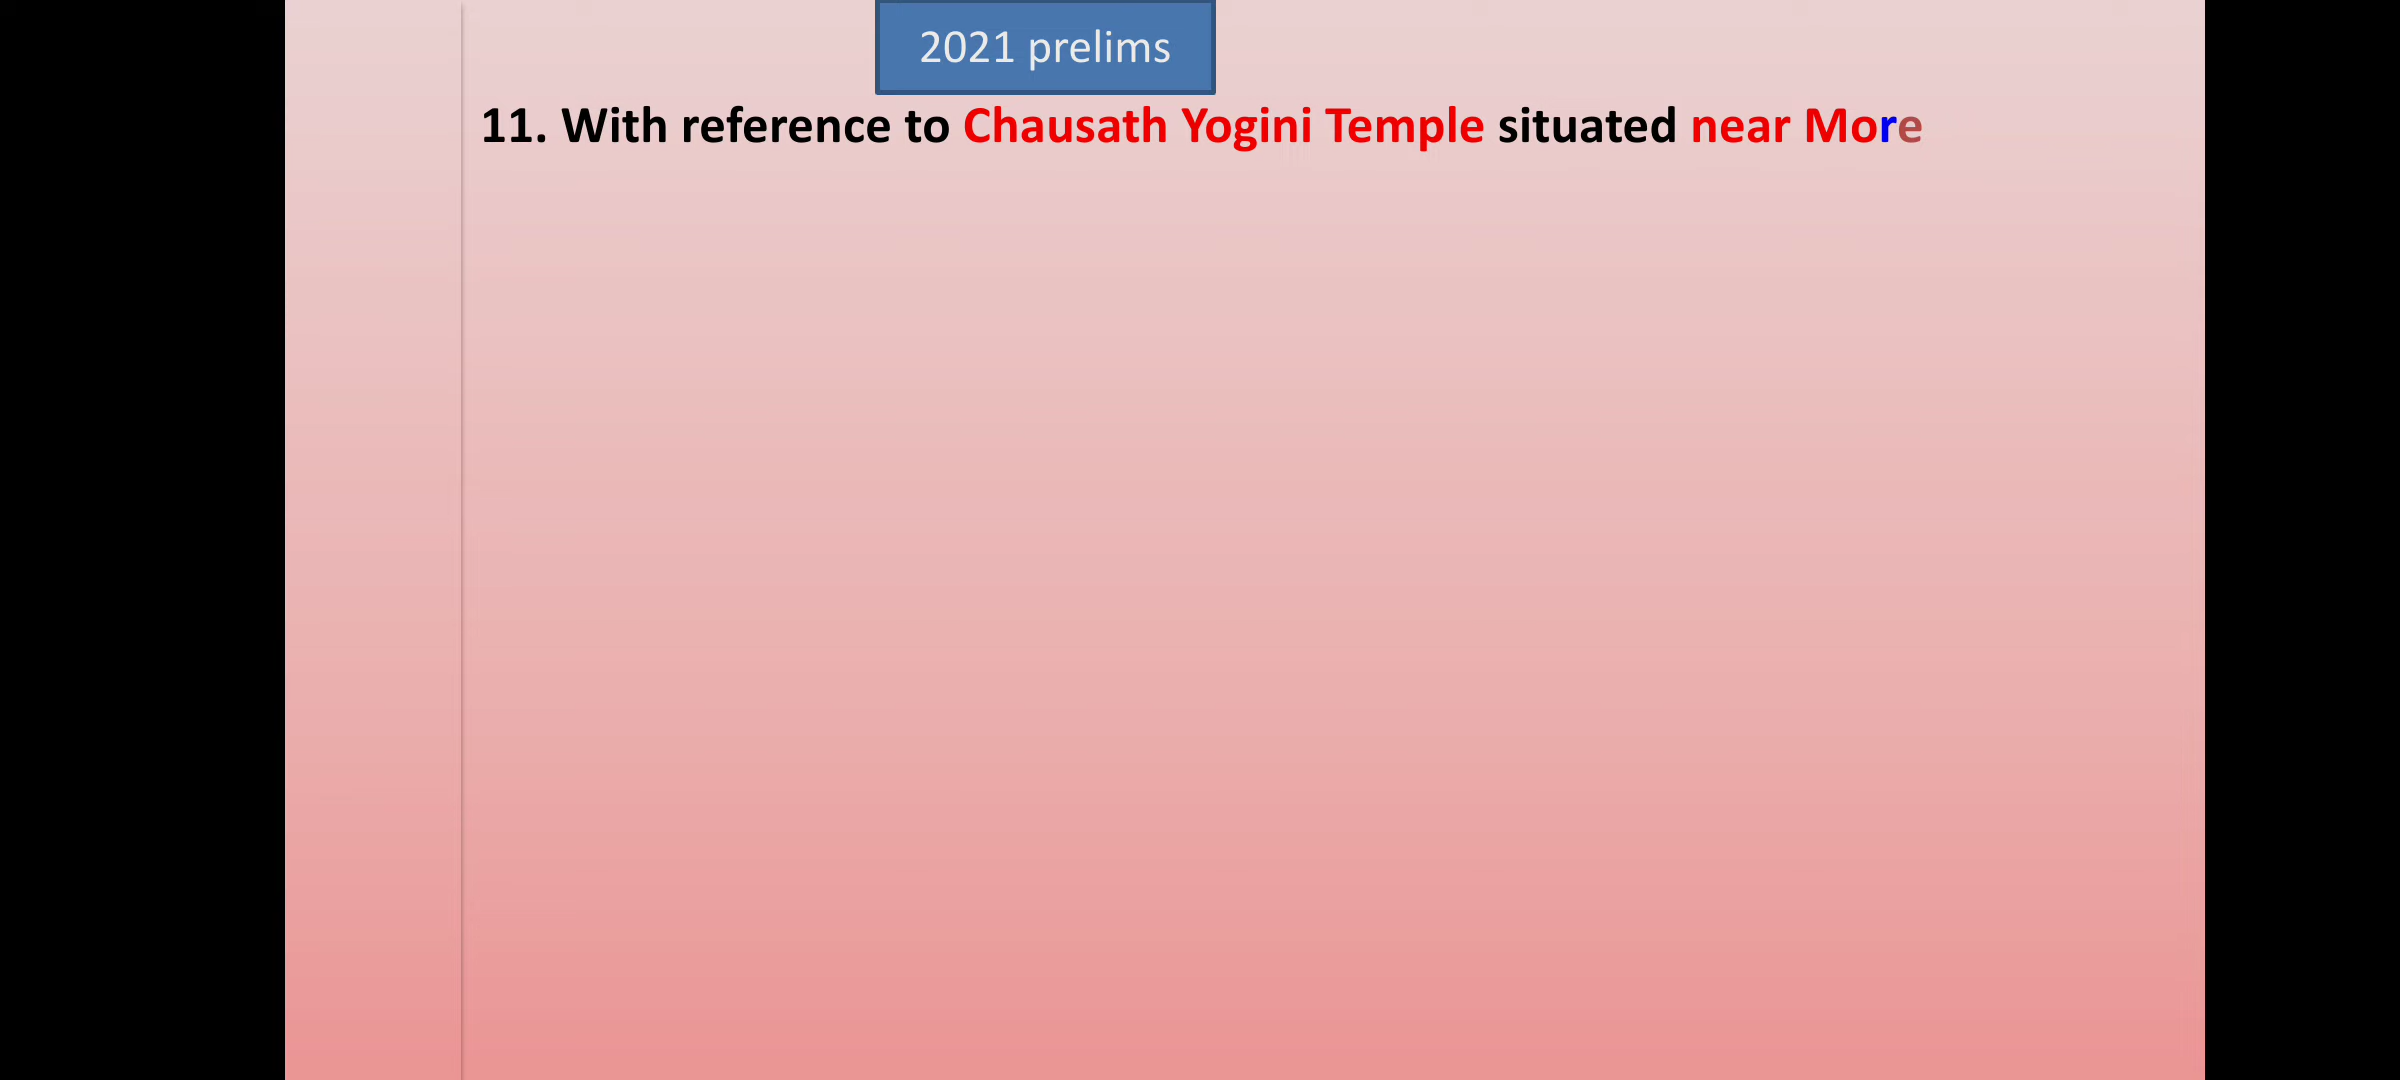 2021 prelims
11. With reference to Chausath Yogini Temple situated near More